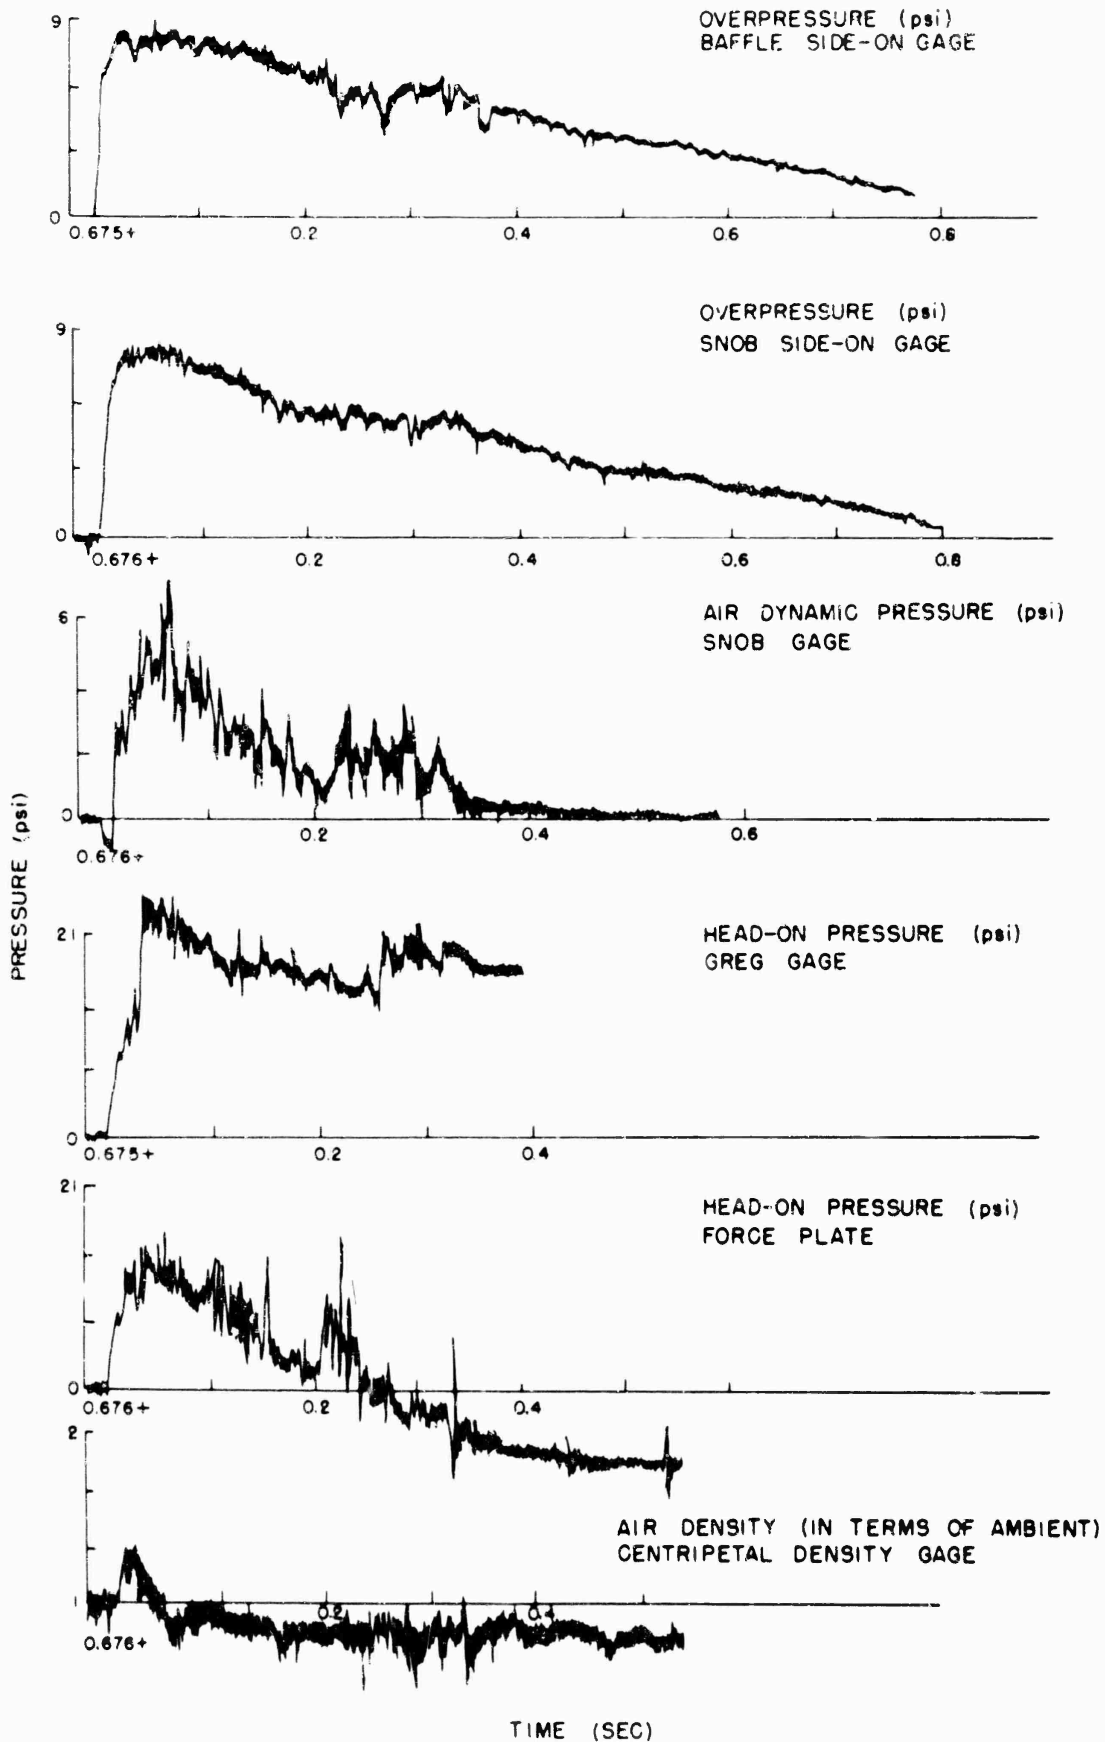 OVERPRESSURE (psi)
BAFFLE SIDE-ON GAGE
9
0
0.675+ 0.2 0.4 0.6 0.8
OVERPRESSURE (psi)
SNOB SIDE-ON GAGE
9
0
0.676+ 0.2 0.4 0.6 0.8
AIR DYNAMIC PRESSURE (psi)
SNOB GAGE
6
0
0.676+ 0.2 0.4 0.6
PRESSURE (psi)
HEAD-ON PRESSURE (psi)
GREG GAGE
21
0
0.675+ 0.2 0.4
HEAD-ON PRESSURE (psi)
FORCE PLATE
21
0
0.676+ 0.2 0.4
AIR DENSITY (IN TERMS OF AMBIENT)
CENTRIPETAL DENSITY GAGE
2
1
0.676+ 0.2 0.4
TIME (SEC)